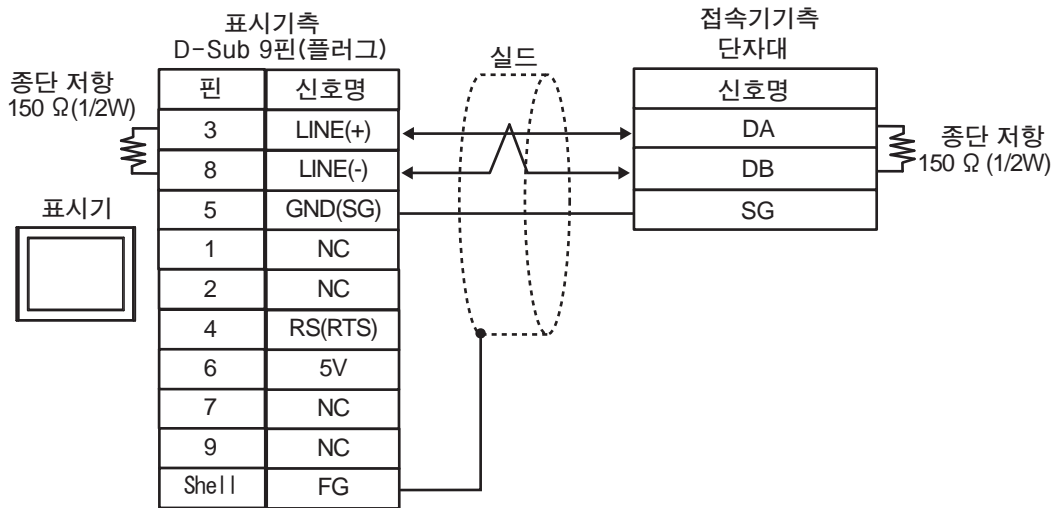 표시기측
D-Sub 9핀(플러그)
접속기기측
단자대
실드
종단 저항
150 Ω(1/2W)
핀 신호명
신호명
3 LINE(+)
DA
8 LINE(-)
DB
종단 저항
150 Ω (1/2W)
표시기
5 GND(SG)
SG
1 NC
2 NC
4 RS(RTS)
6 5V
7 NC
9 NC
Shell FG